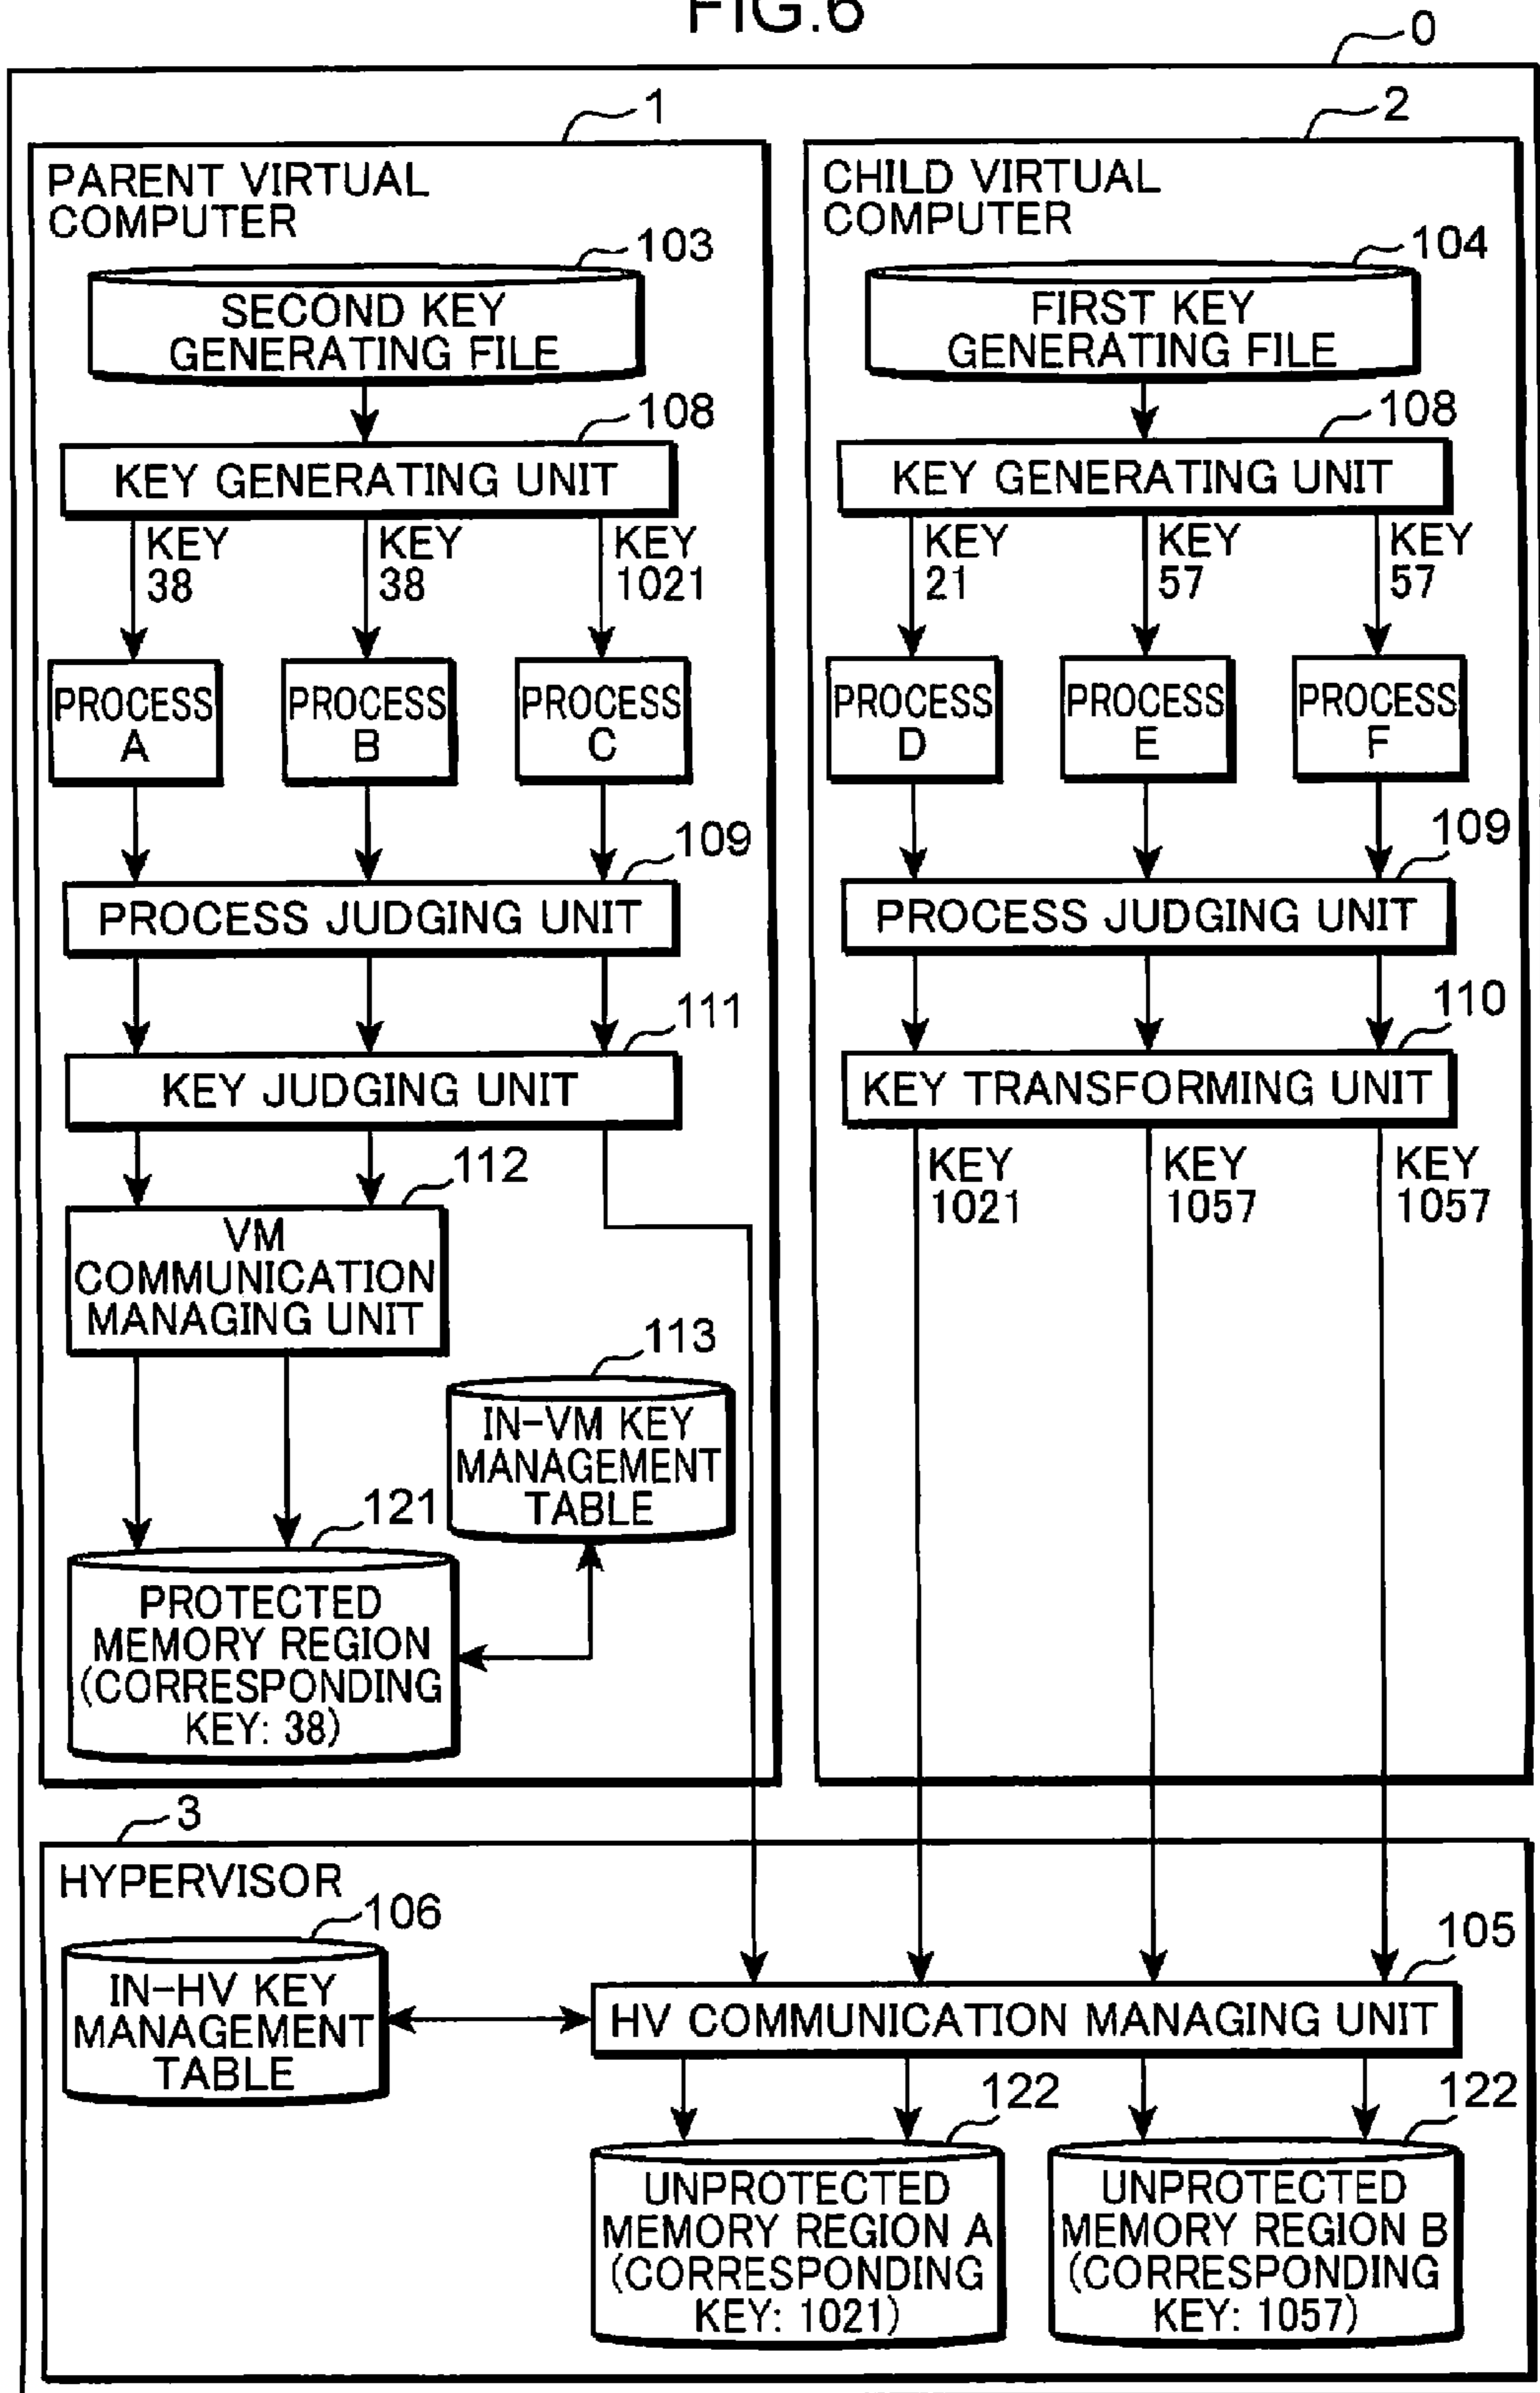 FIG.6
0
1
PARENT VIRTUAL
COMPUTER
103
SECOND KEY
GENERATING FILE
108
KEY GENERATING UNIT
KEY
38
KEY
38
KEY
1021
PROCESS
A
PROCESS
B
PROCESS
C
109
PROCESS JUDGING UNIT
111
KEY JUDGING UNIT
112
VM
COMMUNICATION
MANAGING UNIT
113
IN-VM KEY
MANAGEMENT
TABLE
121
PROTECTED
MEMORY REGION
(CORRESPONDING
KEY: 38)
2
CHILD VIRTUAL
COMPUTER
104
FIRST KEY
GENERATING FILE
108
KEY GENERATING UNIT
KEY
21
KEY
57
KEY
57
PROCESS
D
PROCESS
E
PROCESS
F
109
PROCESS JUDGING UNIT
110
KEY TRANSFORMING UNIT
KEY
1021
KEY
1057
KEY
1057
3
HYPERVISOR
106
IN-HV KEY
MANAGEMENT
TABLE
105
HV COMMUNICATION MANAGING UNIT
122
UNPROTECTED
MEMORY REGION A
(CORRESPONDING
KEY: 1021)
122
UNPROTECTED
MEMORY REGION B
(CORRESPONDING
KEY: 1057)